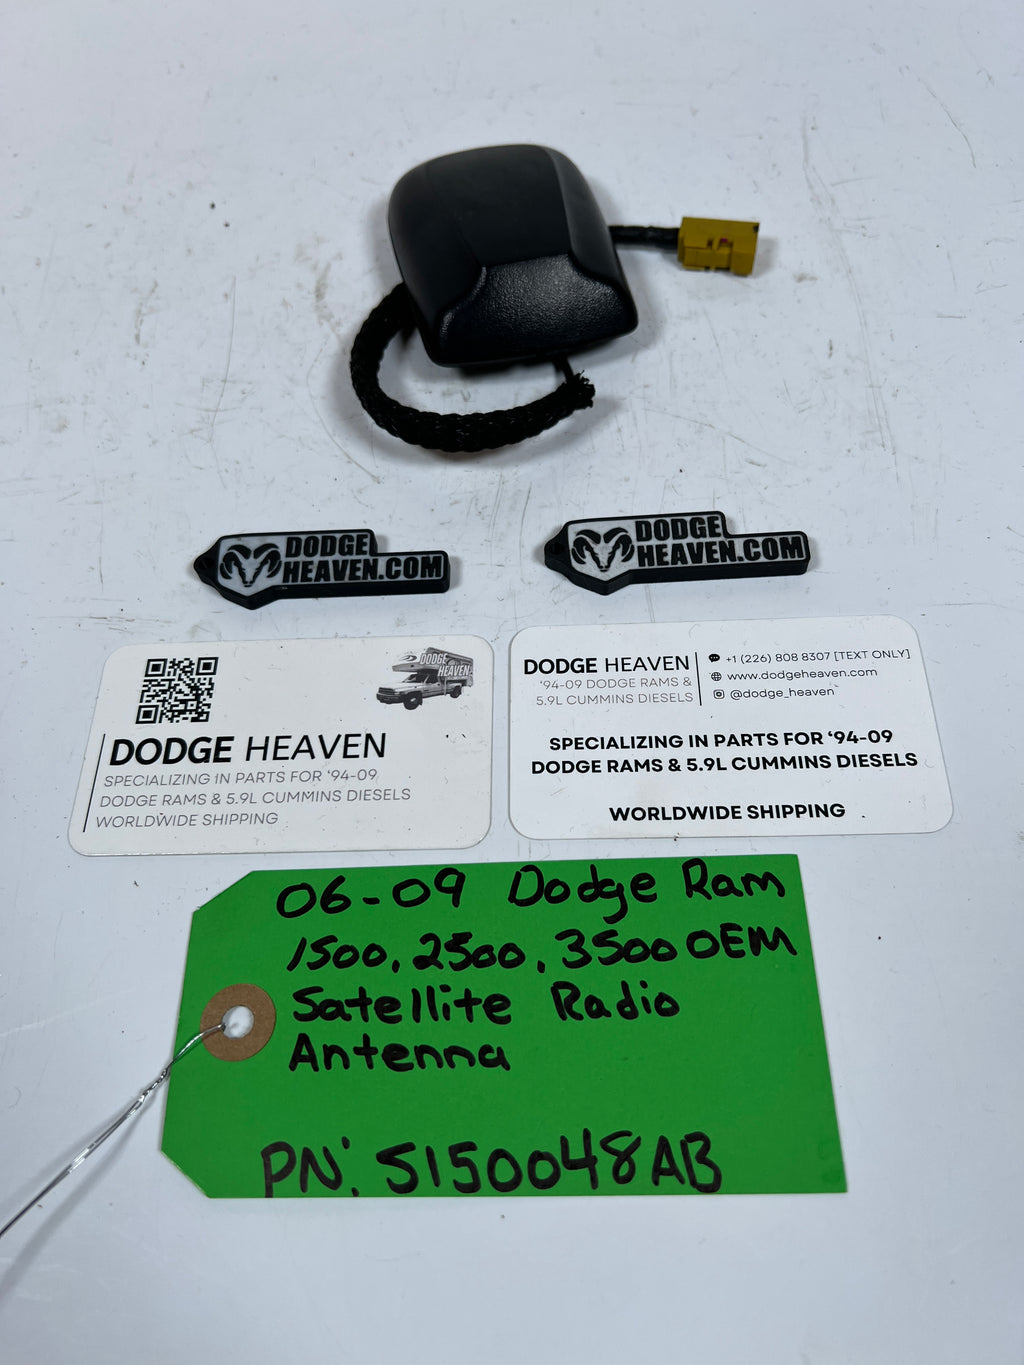 DODGE
HEAVEN.COM
DODGE
HEAVEN.COM
DODGE
HEAVEN
DODGE HEAVEN
SPECIALIZING IN PARTS FOR '94-09
DODGE RAMS & 5.9L CUMMINS DIESELS
WORLDWIDE SHIPPING
DODGE HEAVEN
'94-09 DODGE RAMS &
5.9L CUMMINS DIESELS
+1 (226) 808 8307 [TEXT ONLY]
www.dodgeheaven.com
@dodge_heaven
SPECIALIZING IN PARTS FOR '94-09
DODGE RAMS & 5.9L CUMMINS DIESELS
WORLDWIDE SHIPPING
06-09 Dodge Ram
1500, 2500, 3500 OEM
Satellite Radio
Antenna
PN: 5150048AB